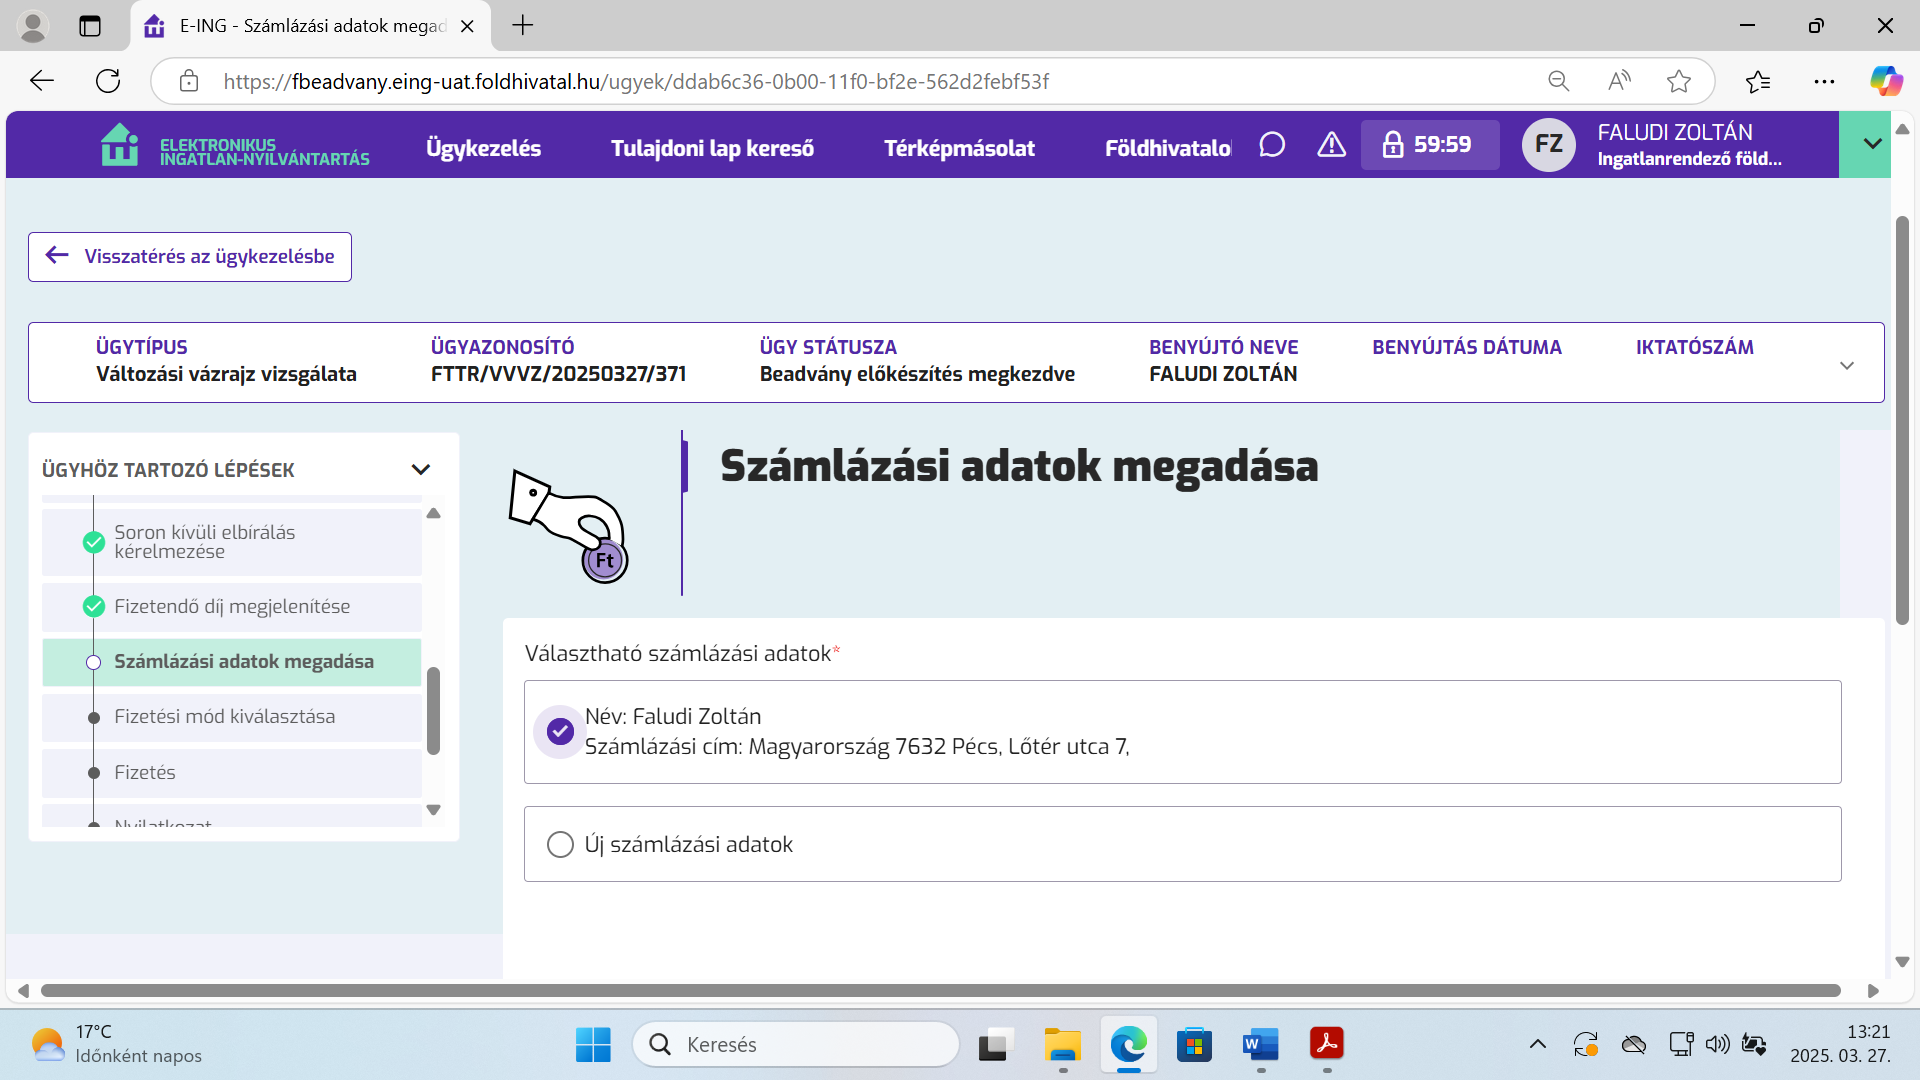 E-ING - Számlázási adatok megad
https://fbeadvany.eing-uat.foldhivatal.hu/ugyek/ddab6c36-0b00-11f0-bf2e-562d2febf53f
ELEKTRONIKUS
INGATLAN-NYILVÁNTARTÁS
Ügykezelés
Tulajdoni lap kereső
Térképmásolat
Földhivatalo
59:59
FZ
FALUDI ZOLTÁN
Ingatlanrendező föld...
Visszatérés az ügykezelésbe
ÜGYTÍPUS
Változási vázrajz vizsgálata
ÜGYAZONOSÍTÓ
FTTR/VVVZ/20250327/371
ÜGY STÁTUSZA
Beadvány előkészítés megkezdve
BENYÚJTÓ NEVE
FALUDI ZOLTÁN
BENYÚJTÁS DÁTUMA
IKTATÓSZÁM
ÜGYHÖZ TARTOZÓ LÉPÉSEK
Soron kívüli elbírálás
kérelmezése
Fizetendő díj megjelenítése
Számlázási adatok megadása
Fizetési mód kiválasztása
Fizetés
Nyilatkozat
Ft
Számlázási adatok megadása
Választható számlázási adatok*
Név: Faludi Zoltán
Számlázási cím: Magyarország 7632 Pécs, Lőtér utca 7,
Új számlázási adatok
17°C
Időnként napos
Keresés
13:21
2025. 03. 27.